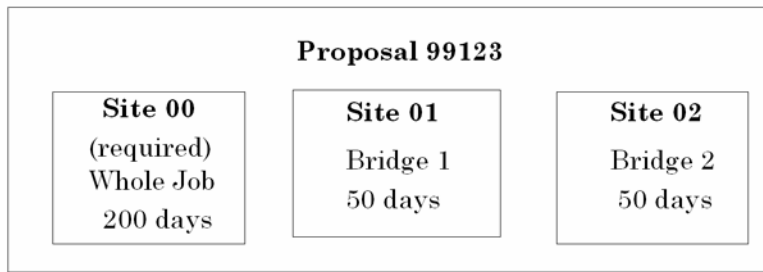 Proposal 99123
Site 00
(required)
Whole Job
200 days
Site 01
Bridge 1
50 days
Site 02
Bridge 2
50 days